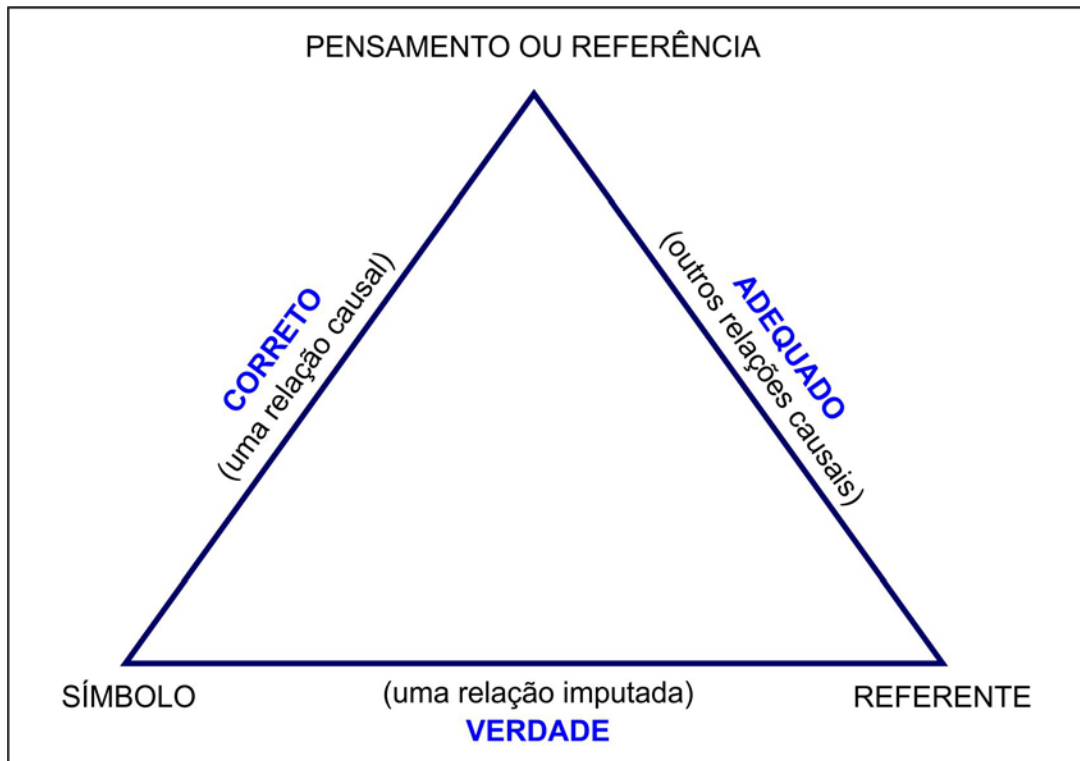 PENSAMENTO OU REFERÊNCIA
CORRETO
(uma relação causal)
ADEQUADO
(outros relações causais)
SÍMBOLO
(uma relação imputada)
REFERENTE
VERDADE